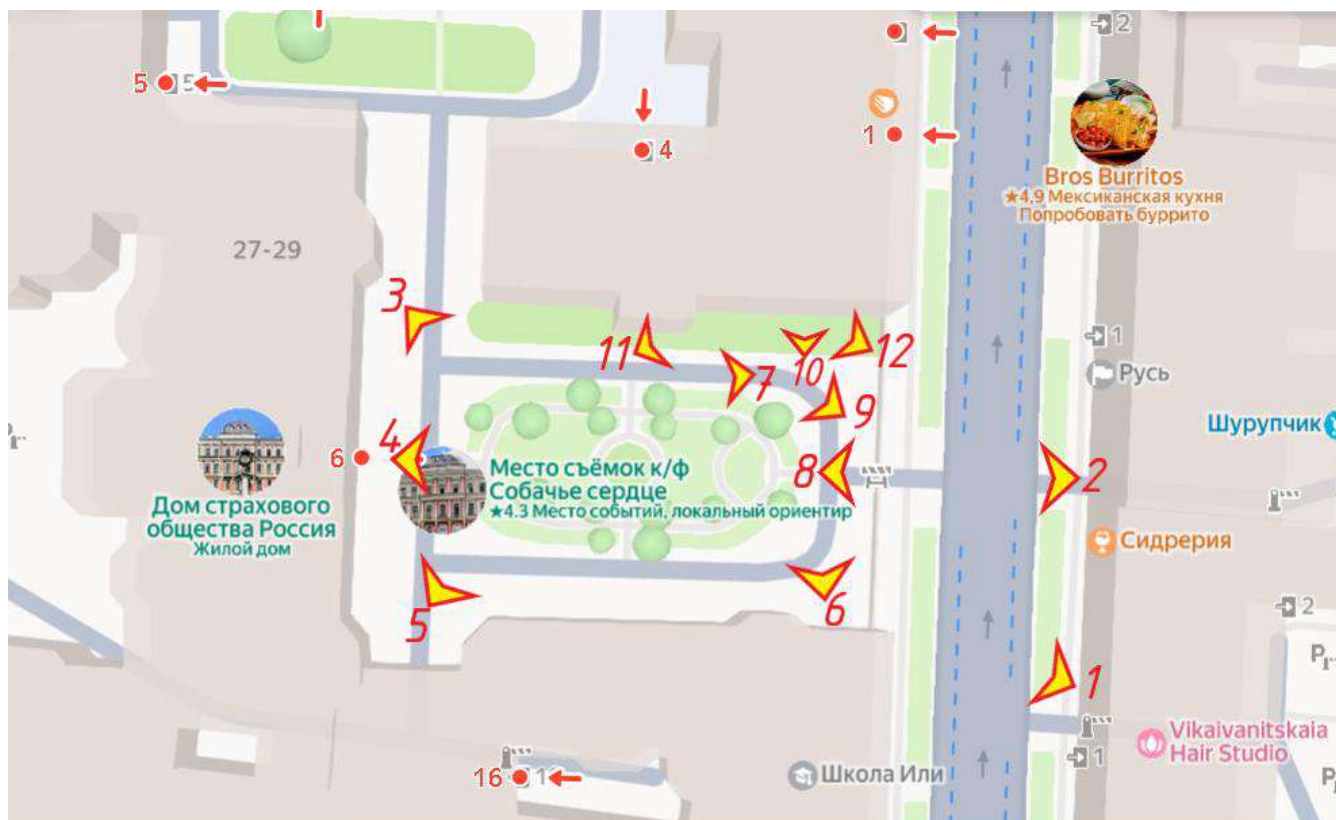 2
5
5
4
1
Bros Burritos
★4,9 Мексиканская кухня
Попробовать буррито
27-29
3
11
10
12
1
7
Русь
9
Шурупчик
4
6
8
2
Место съёмок к/ф
Собачье сердце
★4.3 Место событий, локальный ориентир
Дом страхового
общества Россия
Жилой дом
Сидрерия
5
6
2
1
Vikaivanitskaia
Hair Studio
1
16
1
Школа Или